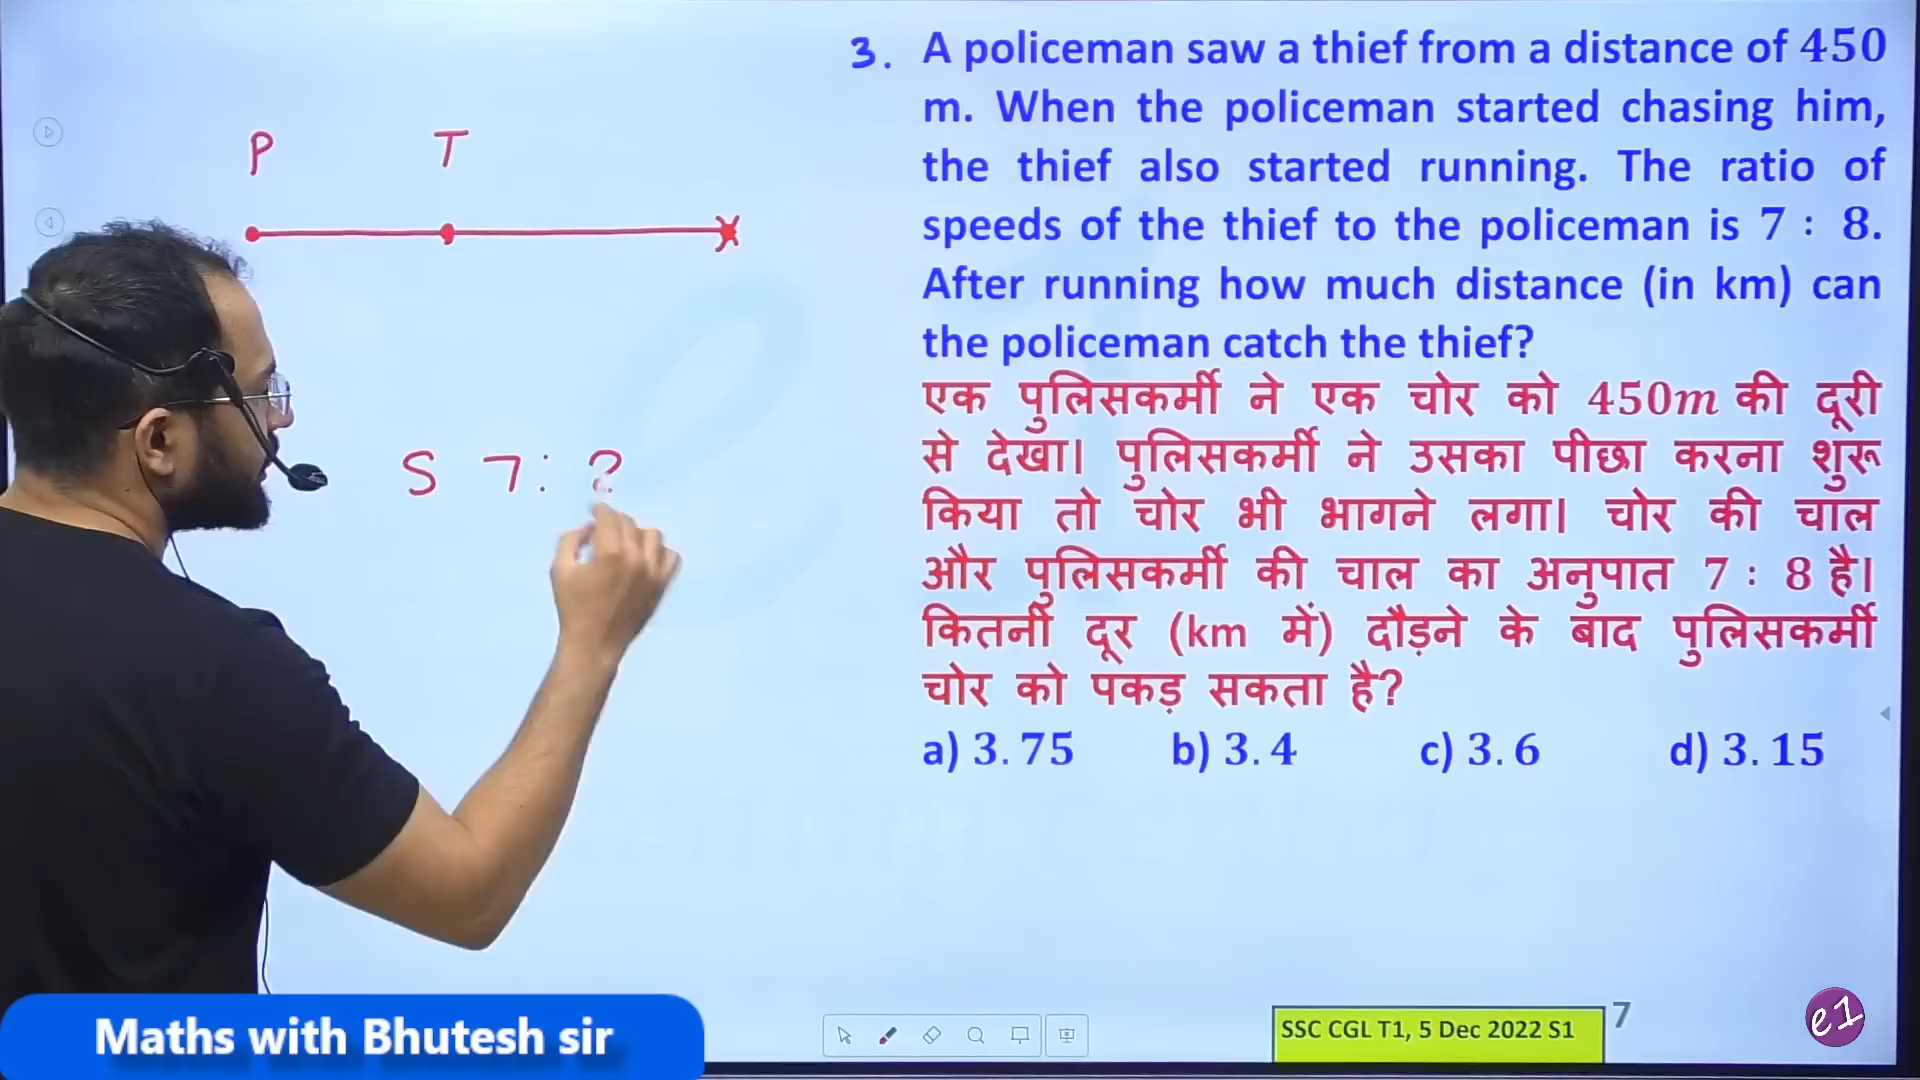 P T
S 7 :
3. A policeman saw a thief from a distance of 450
m. When the policeman started chasing him,
the thief also started running. The ratio of
speeds of the thief to the policeman is 7 : 8.
After running how much distance (in km) can
the policeman catch the thief?
एक पुलिसकर्मी ने एक चोर को 450m की दूरी
से देखा। पुलिसकर्मी ने उसका पीछा करना शुरू
किया तो चोर भी भागने लगा। चोर की चाल
और पुलिसकर्मी की चाल का अनुपात 7 : 8 है।
कितनी दूर (km में) दौड़ने के बाद पुलिसकर्मी
चोर को पकड़ सकता है?
a) 3.75 b) 3.4 c) 3.6 d) 3.15
Maths with Bhutesh sir
SSC CGL T1, 5 Dec 2022 S1
7
e1